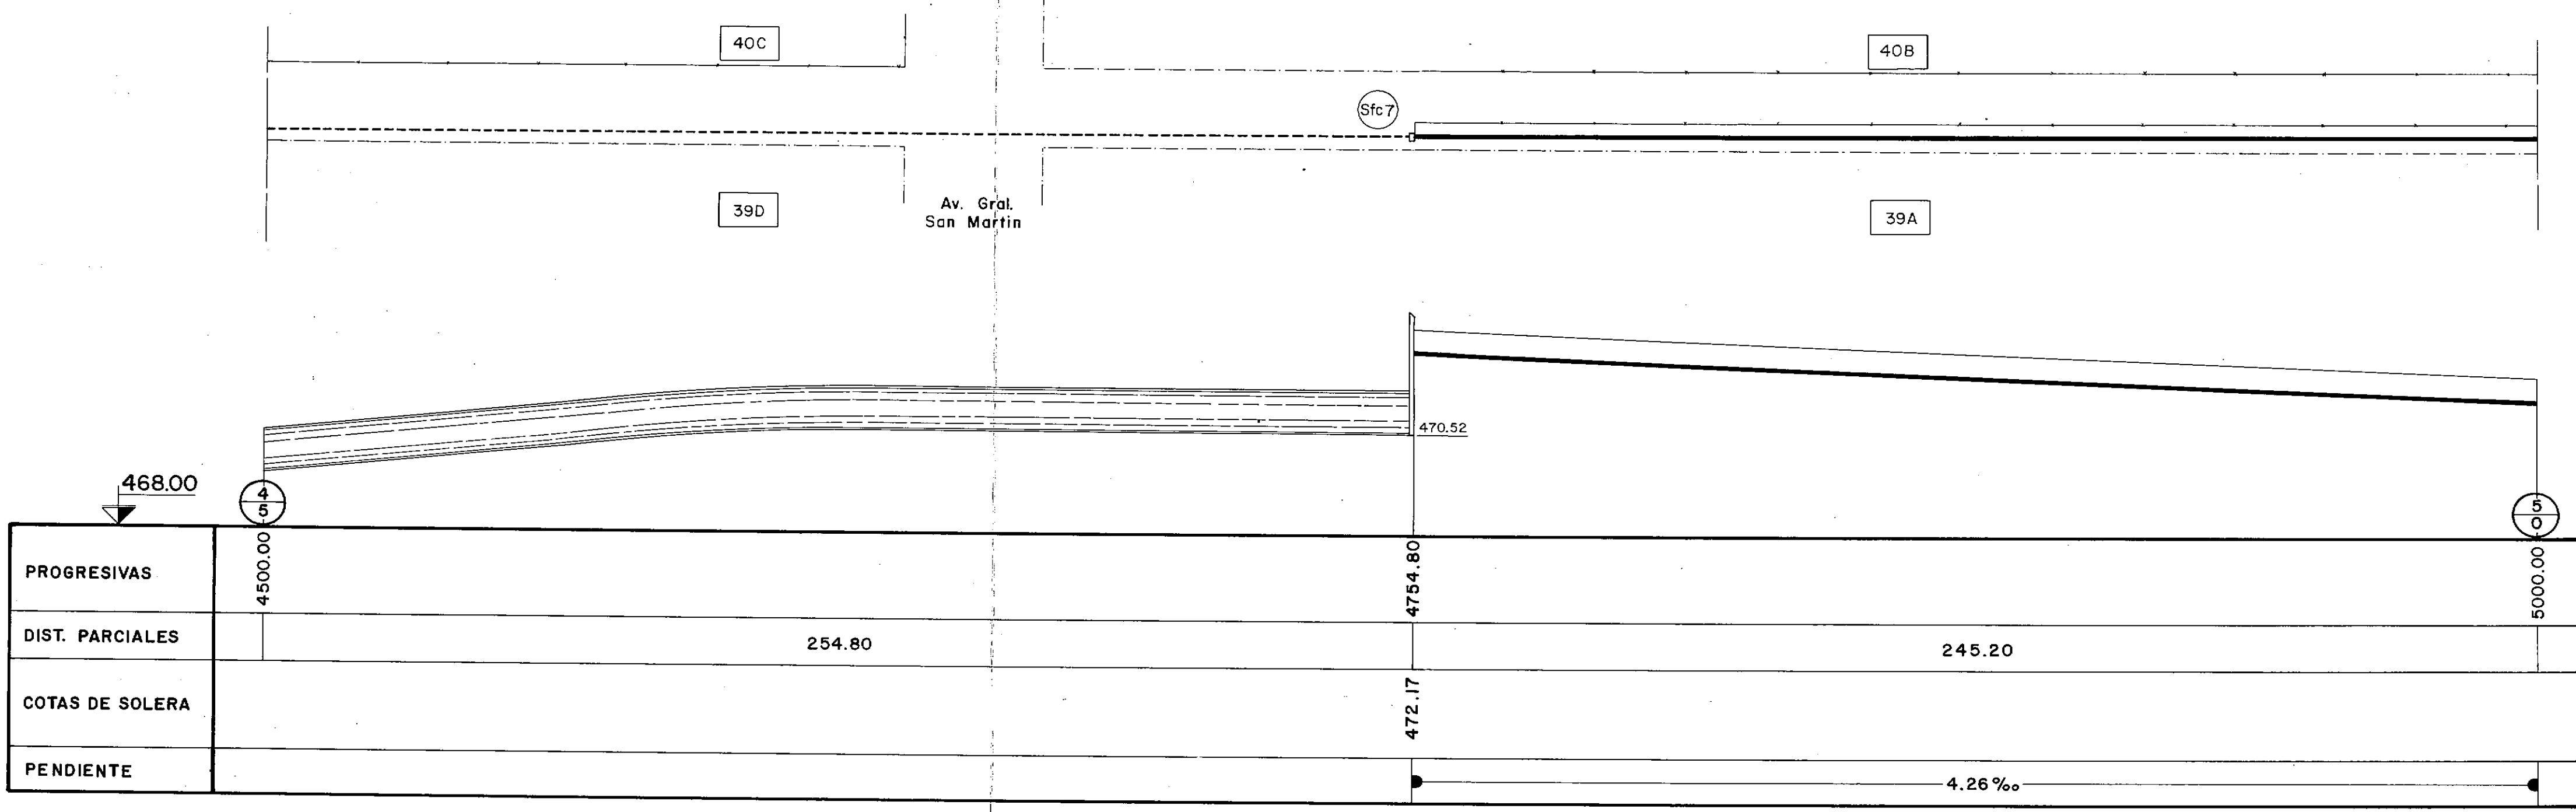 40C
40B
Sfc7
39D
Av. Gral.
San Martin
39A
470.52
468.00
4
5
5
0
PROGRESIVAS
4500.00
4754.80
5000.00
DIST. PARCIALES
254.80
245.20
COTAS DE SOLERA
472.17
PENDIENTE
4.26‰